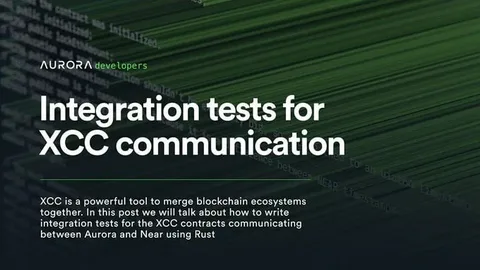 AURORA developers
Integration tests for
XCC communication
XCC is a powerful tool to merge blockchain ecosystems
together. In this post we will talk about how to write
integration tests for the XCC contracts communicating
between Aurora and Near using Rust